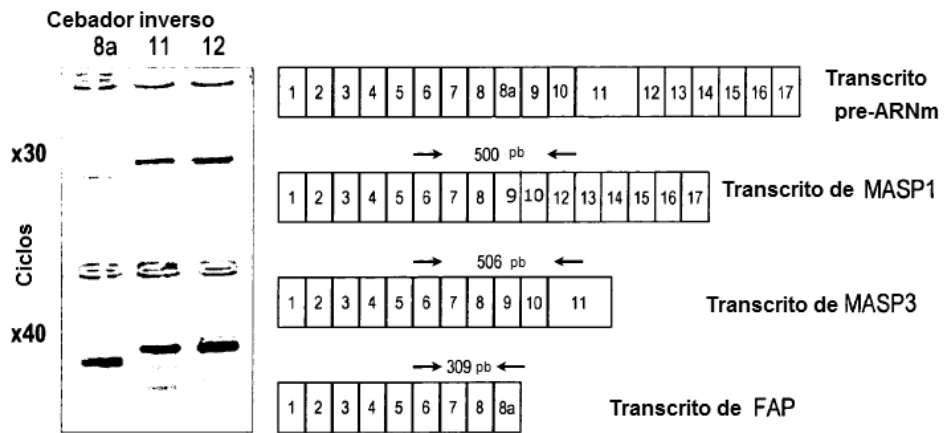 Cebador inverso
8a 11 12
Ciclos
x30
x40
1 2 3 4 5 6 7 8 8a 9 10 11 12 13 14 15 16 17
Transcrito
pre-ARNm
500 pb
1 2 3 4 5 6 7 8 9 10 12 13 14 15 16 17
Transcrito de MASP1
506 pb
1 2 3 4 5 6 7 8 9 10 11
Transcrito de MASP3
309 pb
1 2 3 4 5 6 7 8 8a
Transcrito de FAP